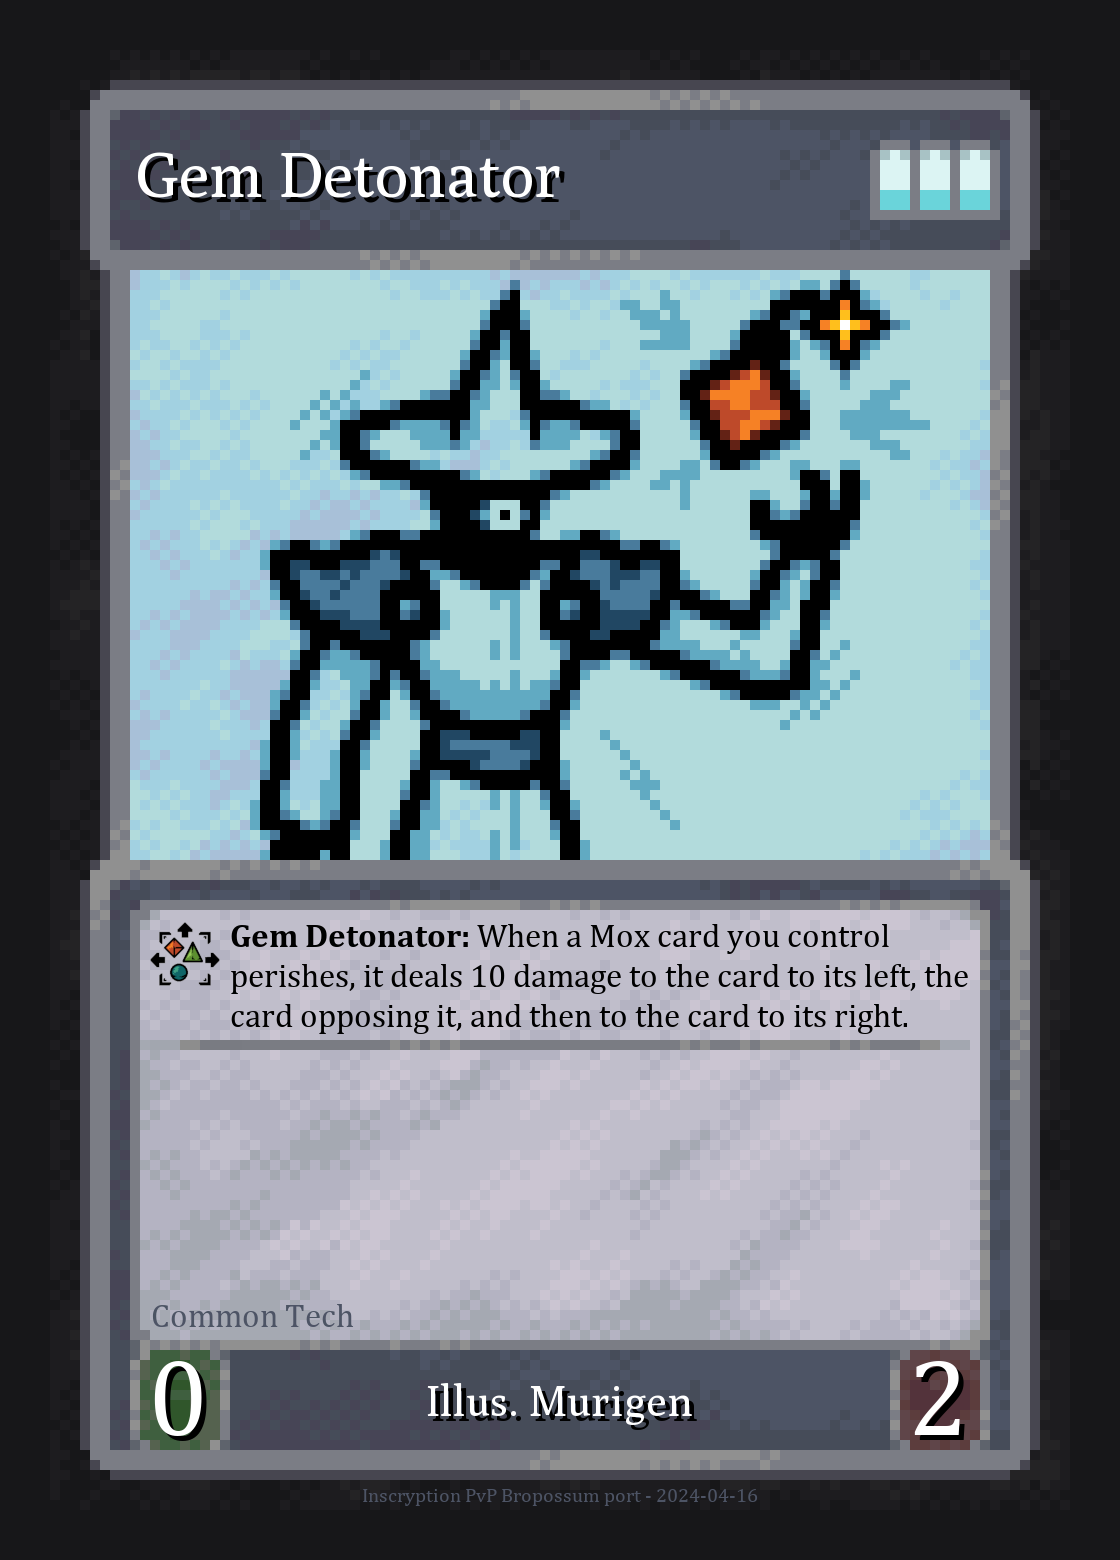 Gem Detonator
Gem Detonator: When a Mox card you control
perishes, it deals 10 damage to the card to its left, the
card opposing it, and then to the card to its right.
Common Tech
0
Illus. Murigen
2
Inscryption PvP Bropossum port - 2024-04-16